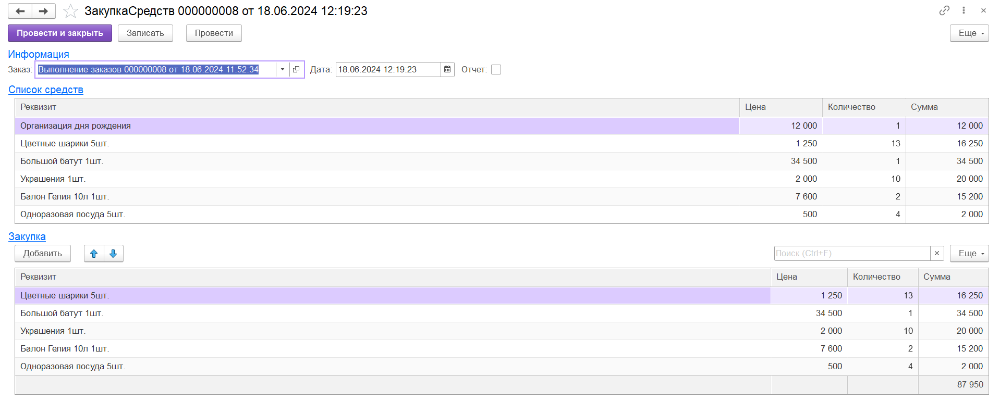 ЗакупкаСредств 000000008 от 18.06.2024 12:19:23
Провести и закрыть Записать Провести Еще
Информация
Заказ: Выполнение заказов 000000008 от 18.06.2024 11:52:34 Дата: 18.06.2024 12:19:23 Отчет:
Список средств
Реквизит Цена Количество Сумма
Организация дня рождения 12 000 1 12 000
Цветные шарики 5шт. 1 250 13 16 250
Большой батут 1шт. 34 500 1 34 500
Украшения 1шт. 2 000 10 20 000
Балон Гелия 10л 1шт. 7 600 2 15 200
Одноразовая посуда 5шт. 500 4 2 000
Закупка
Добавить Поиск (Ctrl+F) Еще
Реквизит Цена Количество Сумма
Цветные шарики 5шт. 1 250 13 16 250
Большой батут 1шт. 34 500 1 34 500
Украшения 1шт. 2 000 10 20 000
Балон Гелия 10л 1шт. 7 600 2 15 200
Одноразовая посуда 5шт. 500 4 2 000
87 950